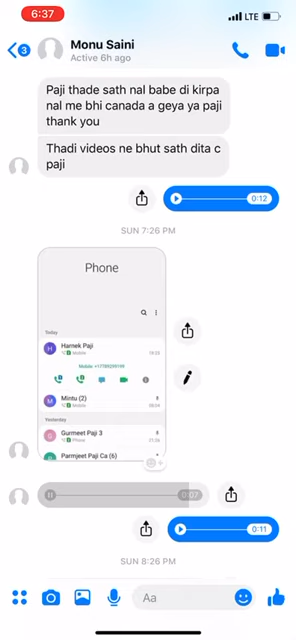 6:37
LTE
3
Monu Saini
Active 6h ago
Paji thade sath nal babe di kirpa
nal me bhi canada a geya ya paji
thank you
Thadi videos ne bhut sath dita c
paji
0:12
SUN 7:26 PM
Phone
Today
H
Harnek Paji
Mobile
M
Mintu (2)
Mobile
Yesterday
G
Gurmeet Paji 3
Phone
Parmjeet Paji Ca (6)
0:07
0:11
SUN 8:26 PM
Aa